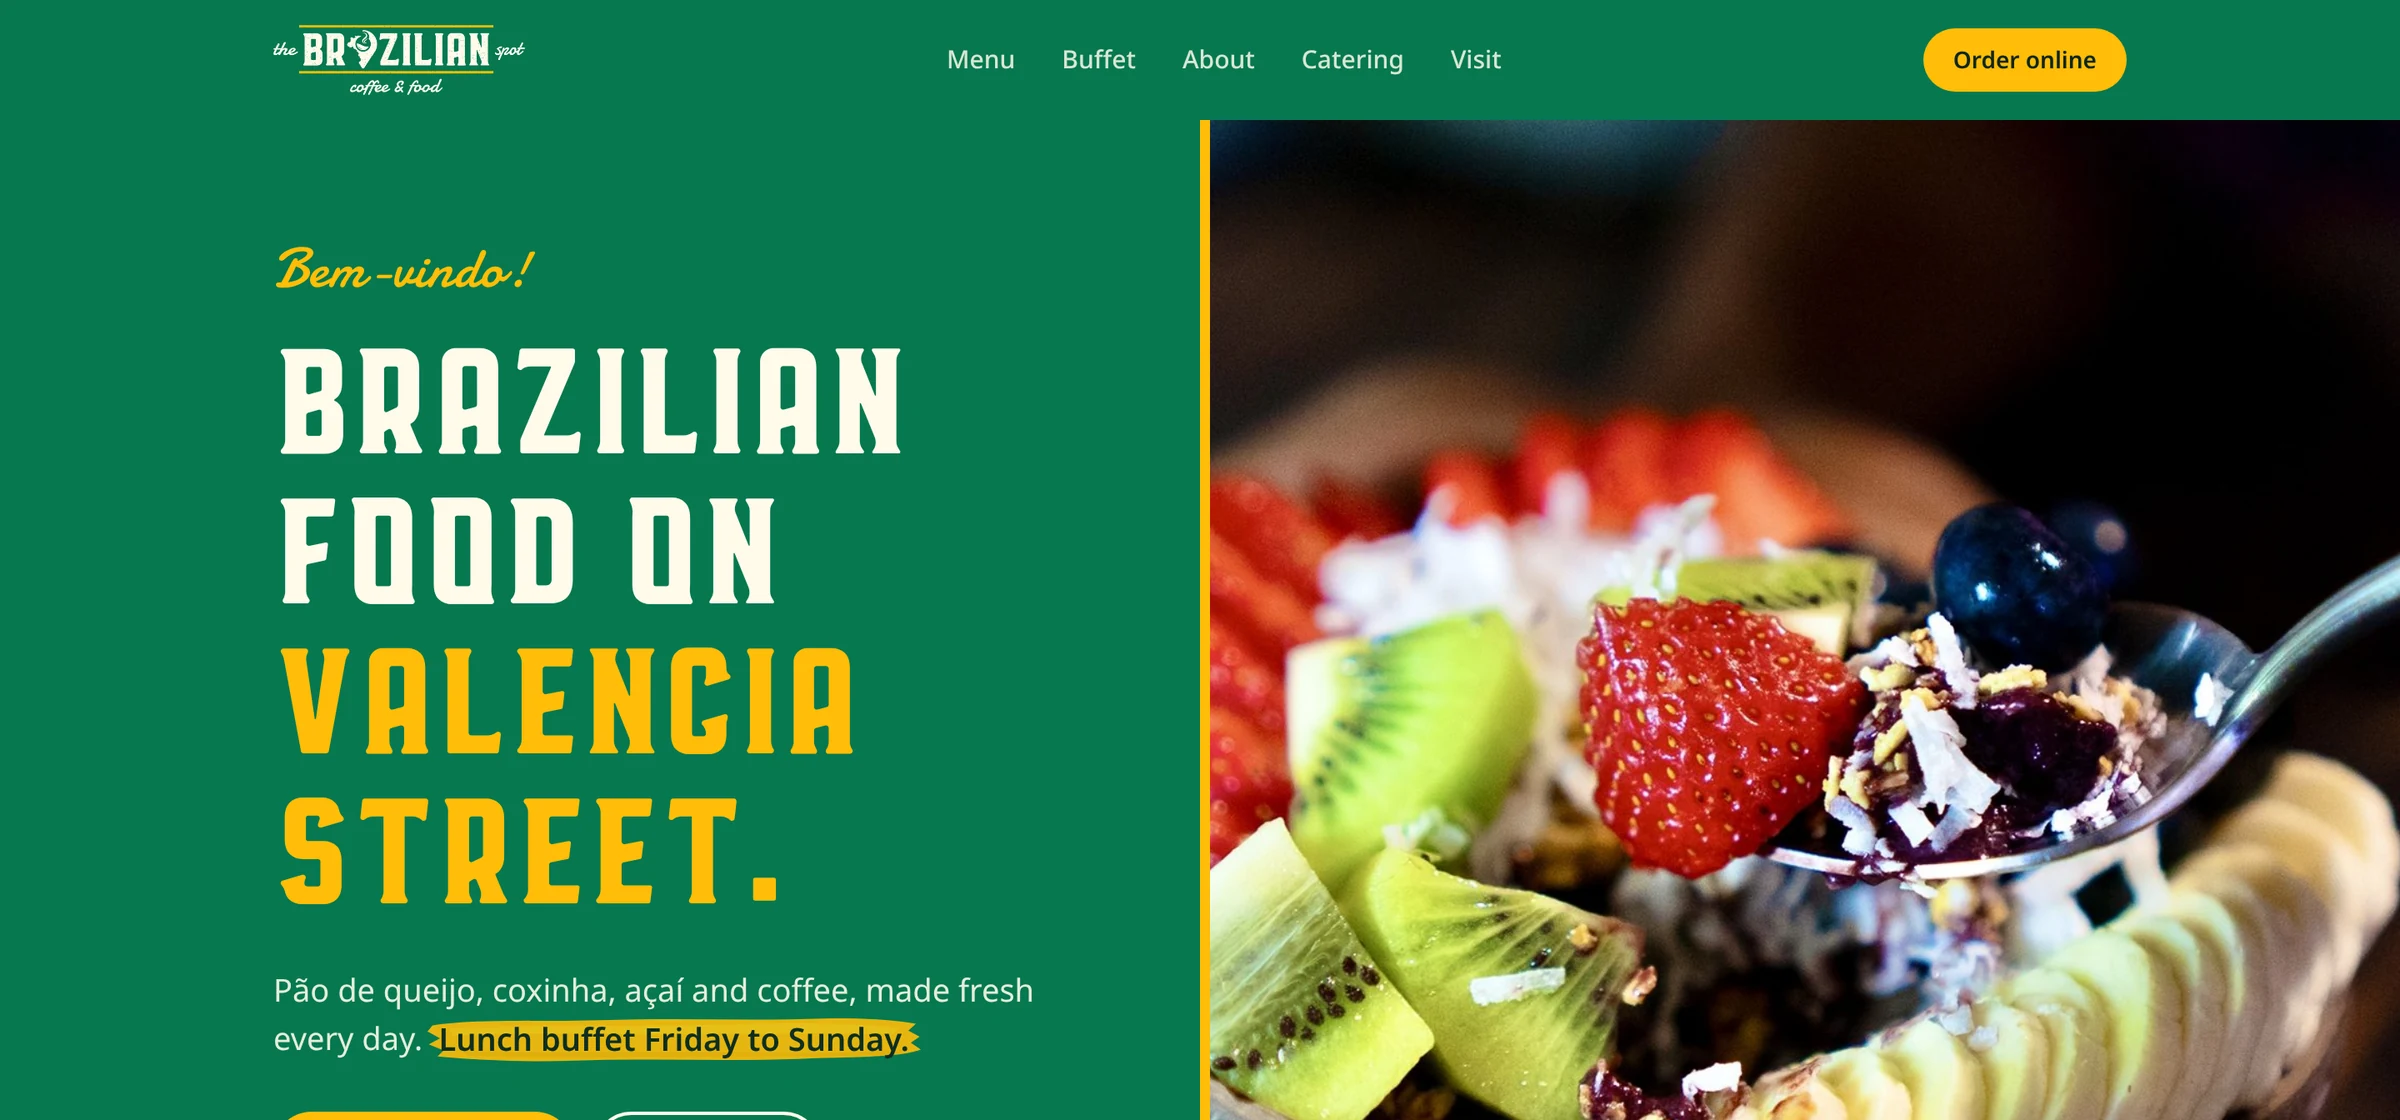 the BRAZILIAN spot
coffee & food
Menu Buffet About Catering Visit
Order online
Bem-vindo!
BRAZILIAN
FOOD ON
VALENCIA
STREET.
Pão de queijo, coxinha, açaí and coffee, made fresh
every day. Lunch buffet Friday to Sunday.